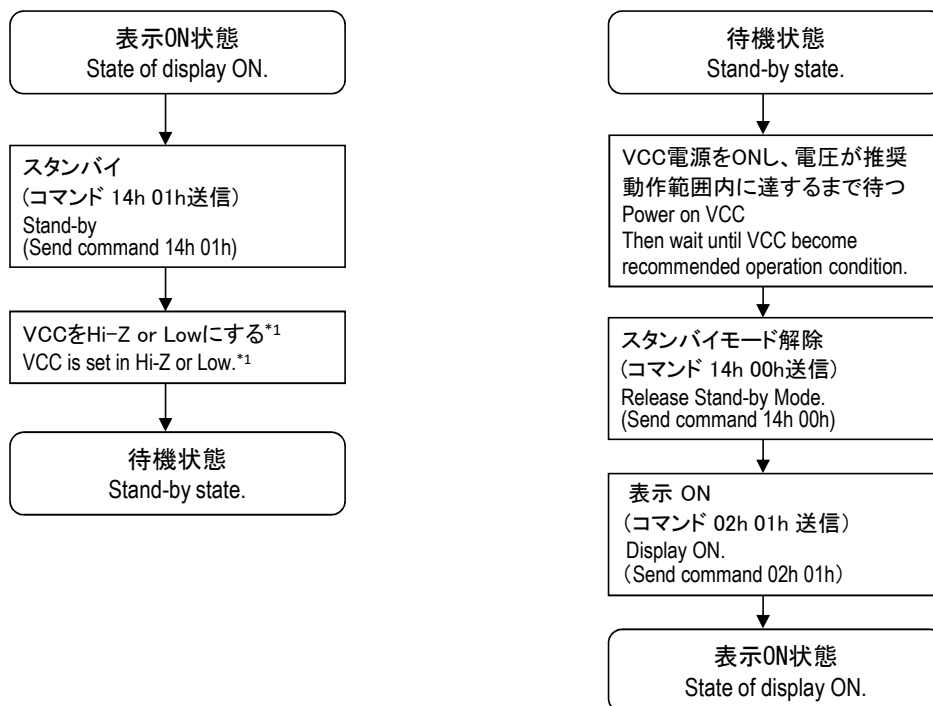 表示ON状態
State of display ON.
スタンバイ
(コマンド 14h 01h送信)
Stand-by
(Send command 14h 01h)
VCCをHi-Z or Lowにする*1
VCC is set in Hi-Z or Low.*1
待機状態
Stand-by state.
待機状態
Stand-by state.
VCC電源をONし、電圧が推奨
動作範囲内に達するまで待つ
Power on VCC
Then wait until VCC become
recommended operation condition.
スタンバイモード解除
(コマンド 14h 00h送信)
Release Stand-by Mode.
(Send command 14h 00h)
表示 ON
(コマンド 02h 01h 送信)
Display ON.
(Send command 02h 01h)
表示ON状態
State of display ON.